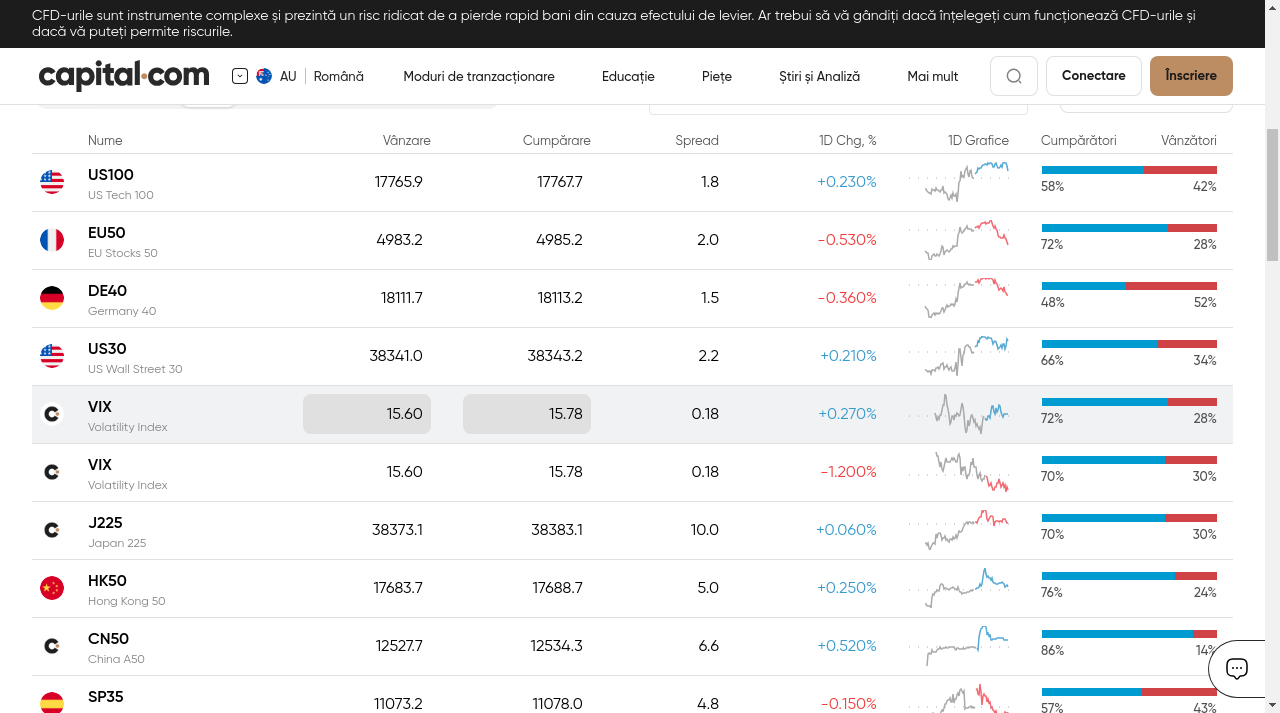 CFD-urile sunt instrumente complexe și prezintă un risc ridicat de a pierde rapid bani din cauza efectului de levier. Ar trebui să vă gândiți dacă înțelegeți cum funcționează CFD-urile și
dacă vă puteți permite riscurile.
capital.com AU Română Moduri de tranzacționare Educație Piețe Știri și Analiză Mai mult Conectare Înscriere
Nume Vânzare Cumpărare Spread 1D Chg, % 1D Grafice Cumpărători Vânzători
US100 17765.9 17767.7 1.8 +0.230% 58% 42%
US Tech 100
EU50 4983.2 4985.2 2.0 -0.530% 72% 28%
EU Stocks 50
DE40 18111.7 18113.2 1.5 -0.360% 48% 52%
Germany 40
US30 38341.0 38343.2 2.2 +0.210% 66% 34%
US Wall Street 30
VIX 15.60 15.78 0.18 +0.270% 72% 28%
Volatility Index
VIX 15.60 15.78 0.18 -1.200% 70% 30%
Volatility Index
J225 38373.1 38383.1 10.0 +0.060% 70% 30%
Japan 225
HK50 17683.7 17688.7 5.0 +0.250% 76% 24%
Hong Kong 50
CN50 12527.7 12534.3 6.6 +0.520% 86% 14%
China A50
SP35 11073.2 11078.0 4.8 -0.150% 57% 43%